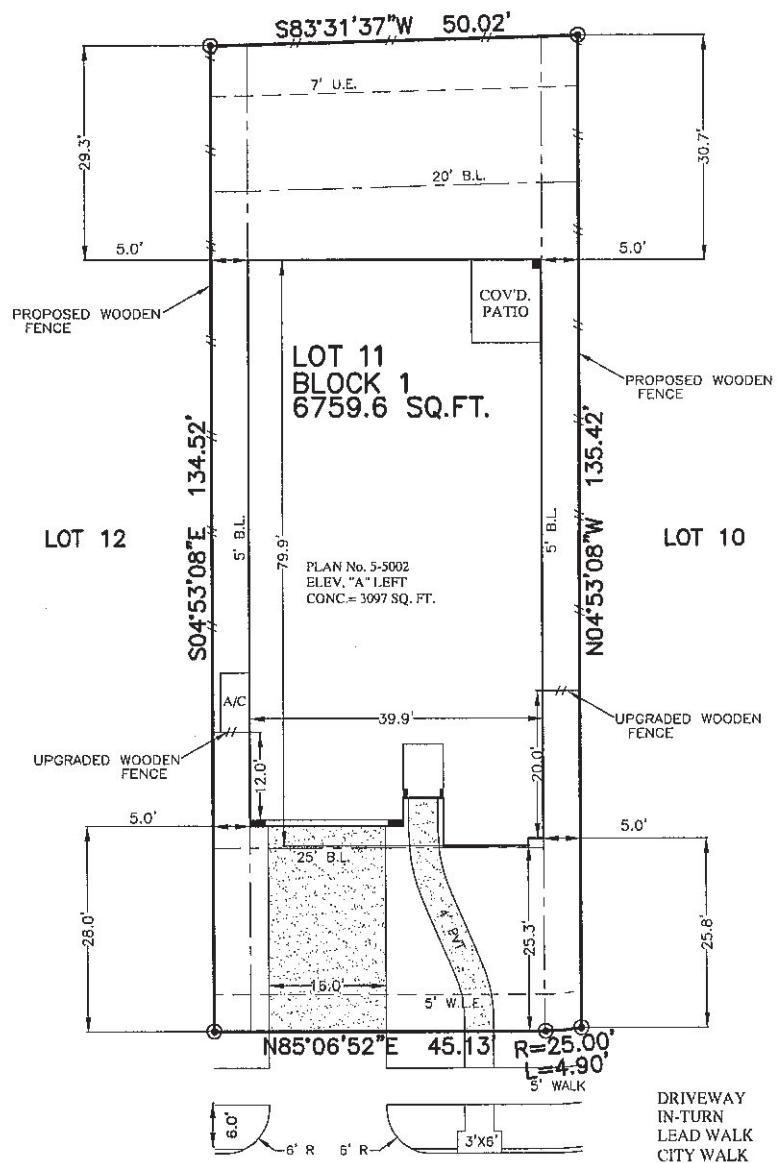 S83°31'37"W 50.02'
7' U.E.
29.3'
30.7'
20' B.L.
5.0'
5.0'
COV'D.
PATIO
PROPOSED WOODEN
FENCE
LOT 11
BLOCK 1
6759.6 SQ.FT.
PROPOSED WOODEN
FENCE
S04°53'08"E 134.52'
N04°53'08"W 135.42'
LOT 12
5' B.L.
79.9'
5' B.L.
LOT 10
PLAN No. 5-5002
ELEV. "A" LEFT
CONC.= 3097 SQ. FT.
A/C
39.9'
UPGRADED WOODEN
FENCE
UPGRADED WOODEN
FENCE
12.0'
20.0'
5.0'
5.0'
25' B.L.
28.0'
4' PVT
25.3'
25.8'
16.0'
5' W.L.E.
N85°06'52"E 45.13'
R=25.00'
L=4.90'
5' WALK
6.0'
6' R
6' R
3'X6'
DRIVEWAY
IN-TURN
LEAD WALK
CITY WALK